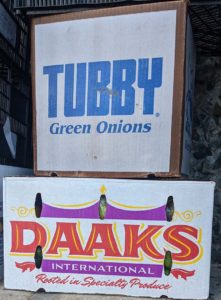 TUBBY®
Green Onions
DAAKS
INTERNATIONAL
Rooted in Specialty Produce